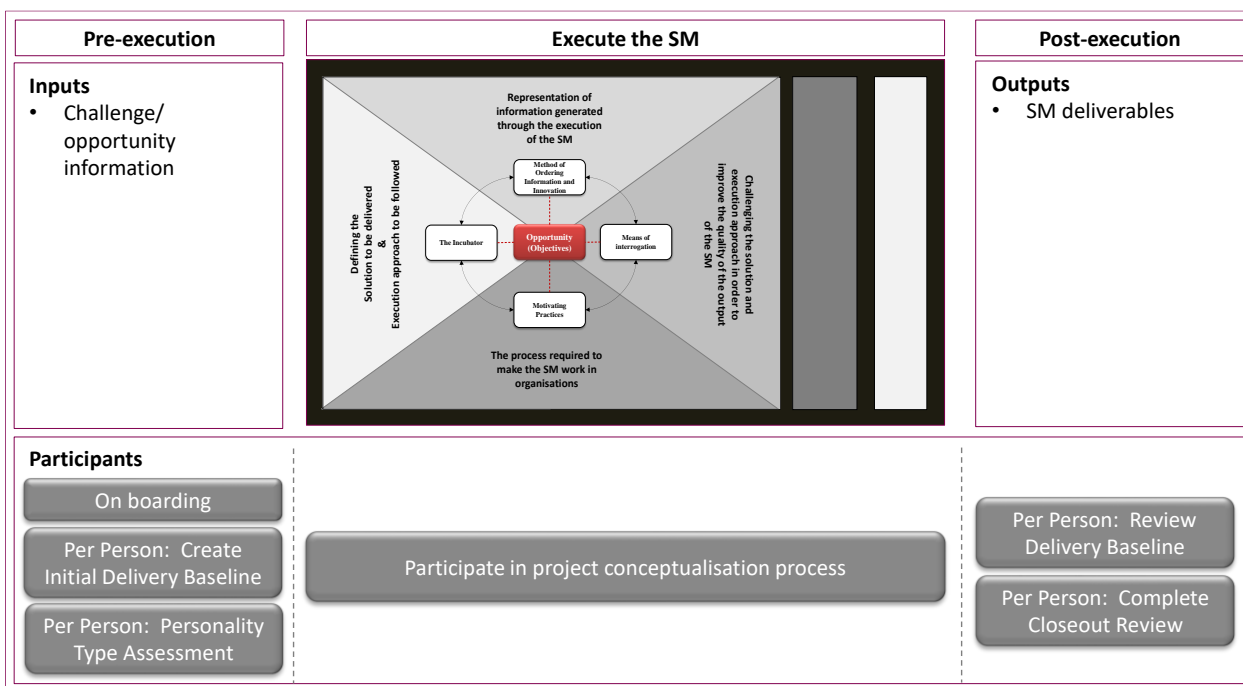 Pre-execution
Execute the SM
Post-execution
Inputs
• Challenge/
opportunity
information
Representation of
information generated
through the execution
of the SM
Method of
Ordering
Information and
Innovation
Defining the
Solution to be delivered
&
Execution approach to be followed
The Incubator
Opportunity
(Objectives)
Means of
interrogation
Challenging the solution and
execution approach in order to
improve the quality of the output
of the SM
Motivating
Practices
The process required to
make the SM work in
organisations
Outputs
• SM deliverables
Participants
On boarding
Per Person: Create
Initial Delivery Baseline
Per Person: Personality
Type Assessment
Participate in project conceptualisation process
Per Person: Review
Delivery Baseline
Per Person: Complete
Closeout Review